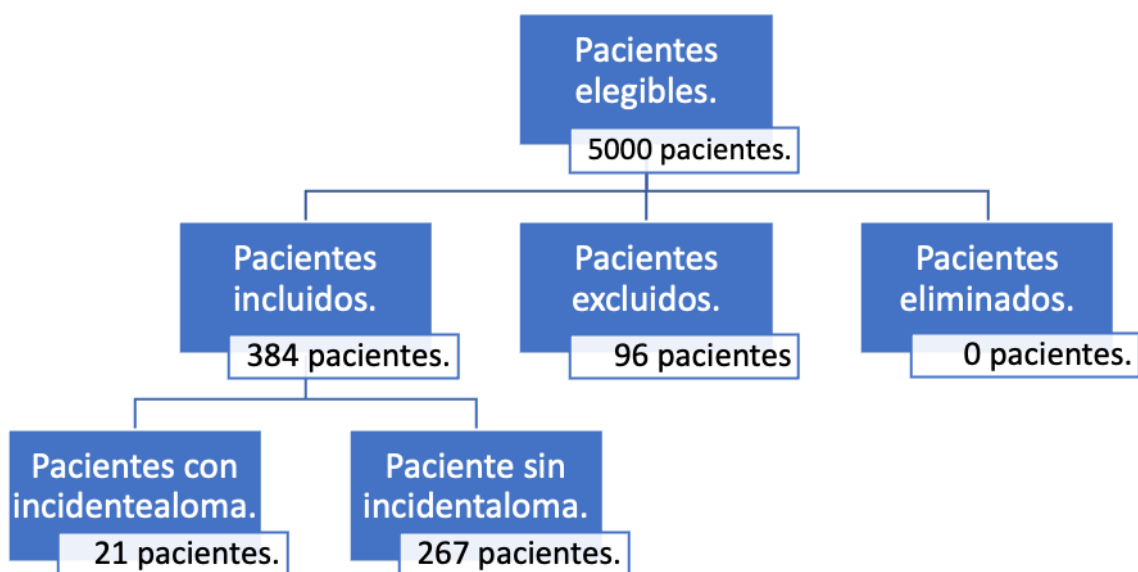 Pacientes
elegibles.
5000 pacientes.
Pacientes
incluidos.
384 pacientes.
Pacientes
excluidos.
96 pacientes
Pacientes
eliminados.
0 pacientes.
Pacientes con
incidentealoma.
21 pacientes.
Paciente sin
incidentaloma.
267 pacientes.